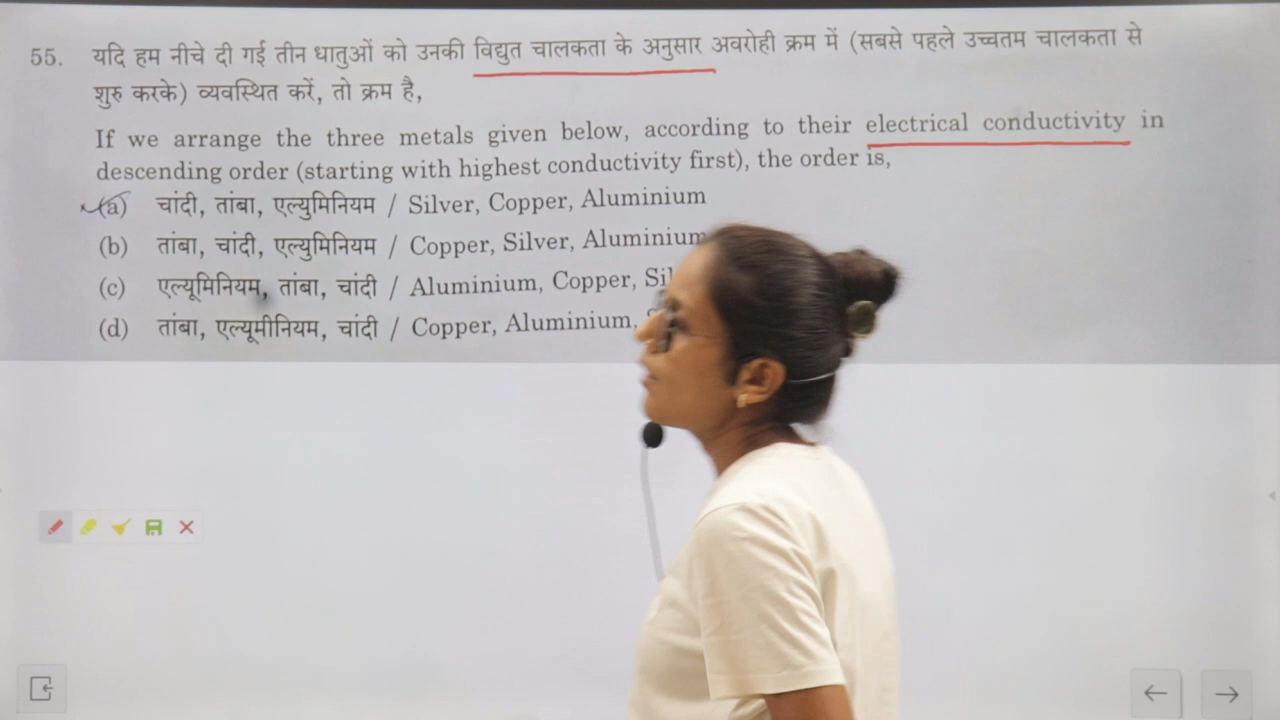 55. यदि हम नीचे दी गई तीन धातुओं को उनकी विद्युत चालकता के अनुसार अवरोही क्रम में (सबसे पहले उच्चतम चालकता से
शुरु करके) व्यवस्थित करें, तो क्रम है,
If we arrange the three metals given below, according to their electrical conductivity in
descending order (starting with highest conductivity first), the order is,
(a) चांदी, तांबा, एल्युमिनियम / Silver, Copper, Aluminium
(b) तांबा, चांदी, एल्युमिनियम / Copper, Silver, Aluminium
(c) एल्यूमिनियम, तांबा, चांदी / Aluminium, Copper,
(d) तांबा, एल्यूमीनियम, चांदी / Copper, Aluminium,